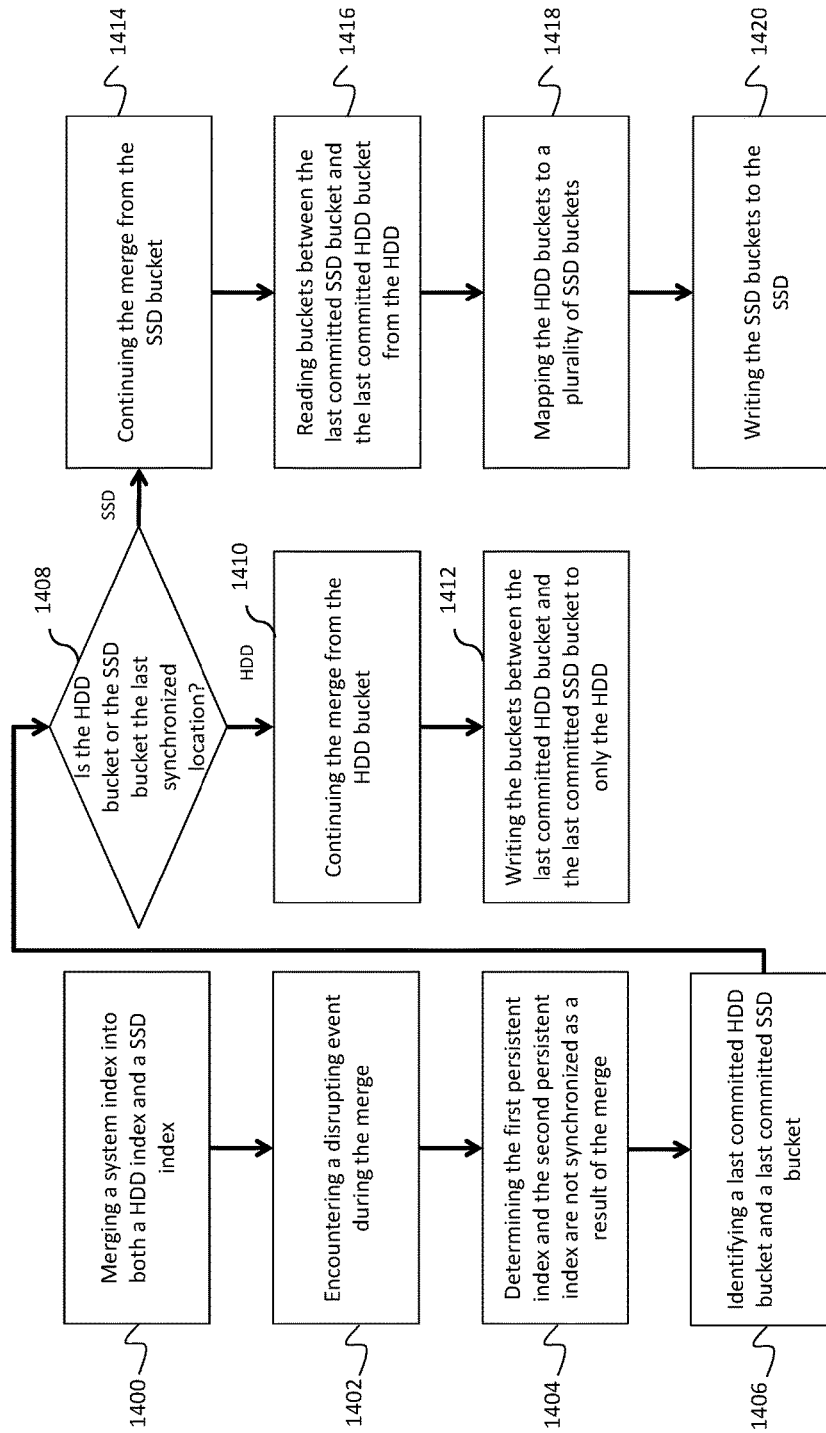 1400
Merging a system index into
both a HDD index and a SSD
index
1402
Encountering a disrupting event
during the merge
1404
Determining the first persistent
index and the second persistent
index are not synchronized as a
result of the merge
1406
Identifying a last committed HDD
bucket and a last committed SSD
bucket
1408
Is the HDD
bucket or the SSD
bucket the last
synchronized
location?
HDD
1410
Continuing the merge from the
HDD bucket
1412
Writing the buckets between the
last committed HDD bucket and
the last committed SSD bucket to
only the HDD
SSD
1414
Continuing the merge from the
SSD bucket
1416
Reading buckets between the
last committed SSD bucket and
the last committed HDD bucket
from the HDD
1418
Mapping the HDD buckets to a
plurality of SSD buckets
1420
Writing the SSD buckets to the
SSD